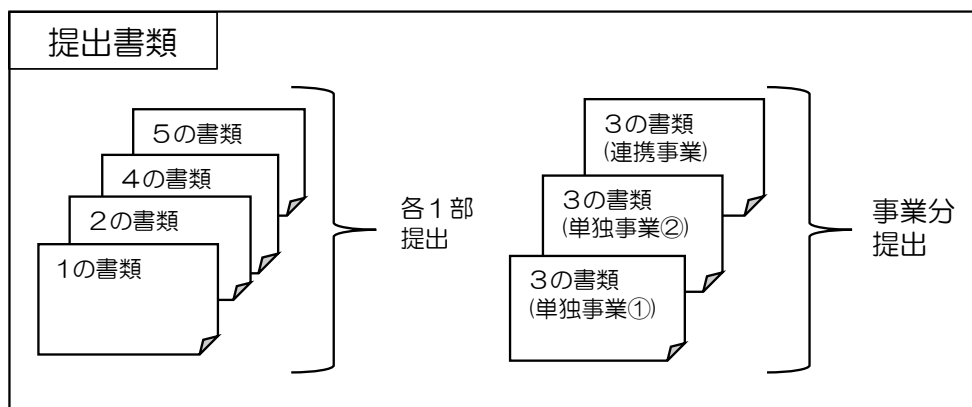 提出書類
5の書類
4の書類
2の書類
1の書類
各1部
提出
3の書類
(連携事業)
3の書類
(単独事業②)
3の書類
(単独事業①)
事業分
提出